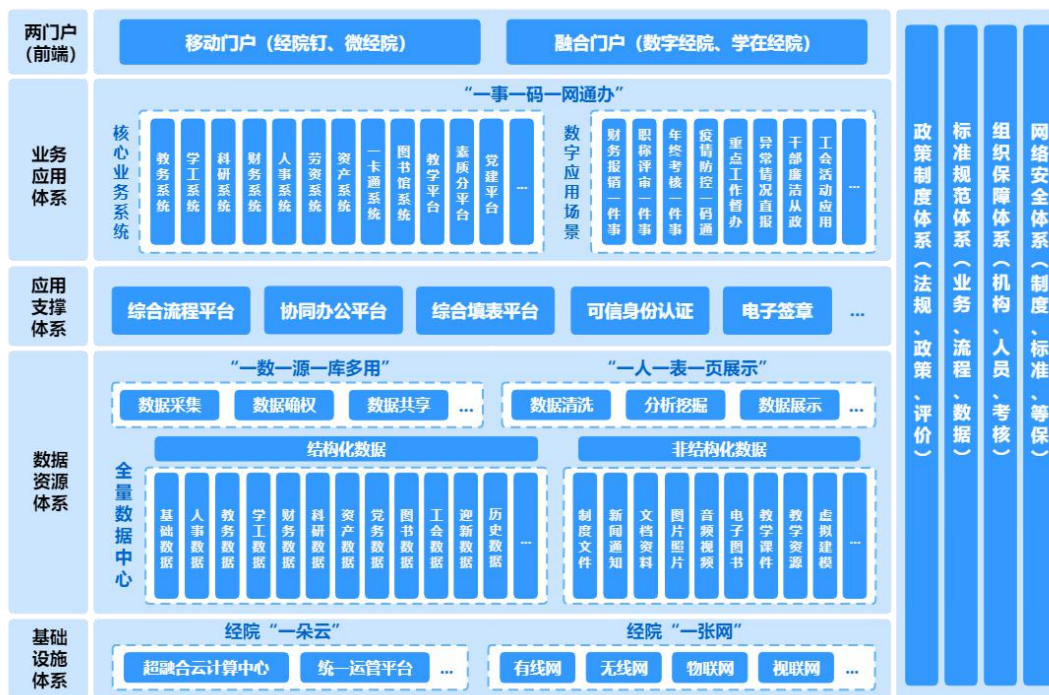 两门户
(前端)
移动门户（经院钉、微经院）
融合门户（数字经院、学在经院）
业务
应用
体系
“一事一码一网通办”
核心业务系统
教务系统
学工系统
科研系统
财务系统
人事系统
劳资系统
资产系统
一卡通系统
图书馆系统
教学平台
素质分平台
党建平台
...
数字应用场景
财务报销一件事
职称评审一件事
年终考核一件事
疫情防控一码通
重点工作督办
异常情况直报
干部廉洁从政
工会活动应用
...
应用
支撑
体系
综合流程平台
协同办公平台
综合填表平台
可信身份认证
电子签章
...
数据
资源
体系
“一数一源一库多用”
数据采集
数据确权
数据共享
...
“一人一表一页展示”
数据清洗
分析挖掘
数据展示
...
全量数据中心
结构化数据
基础数据
人事数据
教务数据
学工数据
财务数据
科研数据
资产数据
党务数据
图书数据
工会数据
迎新数据
历史数据
...
非结构化数据
制度文件
新闻通知
文档资料
图片照片
音频视频
电子图书
教学课件
教学资源
虚拟建模
...
基础
设施
体系
经院“一朵云”
超融合云计算中心
统一运管平台
...
经院“一张网”
有线网
无线网
物联网
视联网
...
政策制度体系（法规、政策、评价）
标准规范体系（业务、流程、数据）
组织保障体系（机构、人员、考核）
网络安全体系（制度、标准、等保）